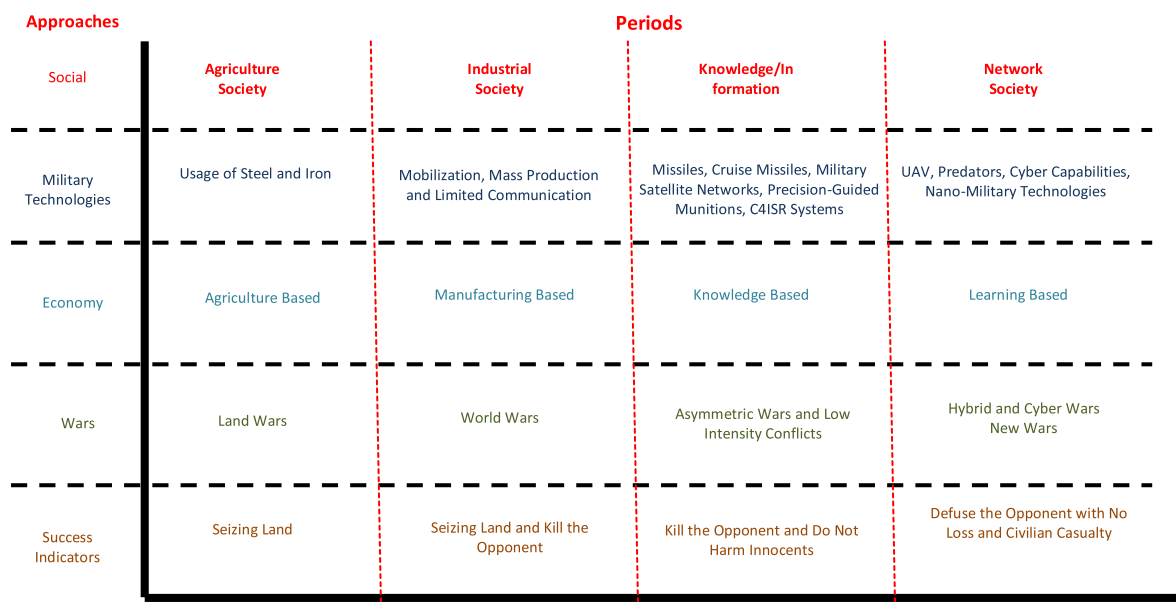 Approaches
Periods
Social
Agriculture
Society
Industrial
Society
Knowledge/In
formation
Network
Society
Military
Technologies
Usage of Steel and Iron
Mobilization, Mass Production
and Limited Communication
Missiles, Cruise Missiles, Military
Satellite Networks, Precision-Guided
Munitions, C4ISR Systems
UAV, Predators, Cyber Capabilities,
Nano-Military Technologies
Economy
Agriculture Based
Manufacturing Based
Knowledge Based
Learning Based
Wars
Land Wars
World Wars
Asymmetric Wars and Low
Intensity Conflicts
Hybrid and Cyber Wars
New Wars
Success
Indicators
Seizing Land
Seizing Land and Kill the
Opponent
Kill the Opponent and Do Not
Harm Innocents
Defuse the Opponent with No
Loss and Civilian Casualty